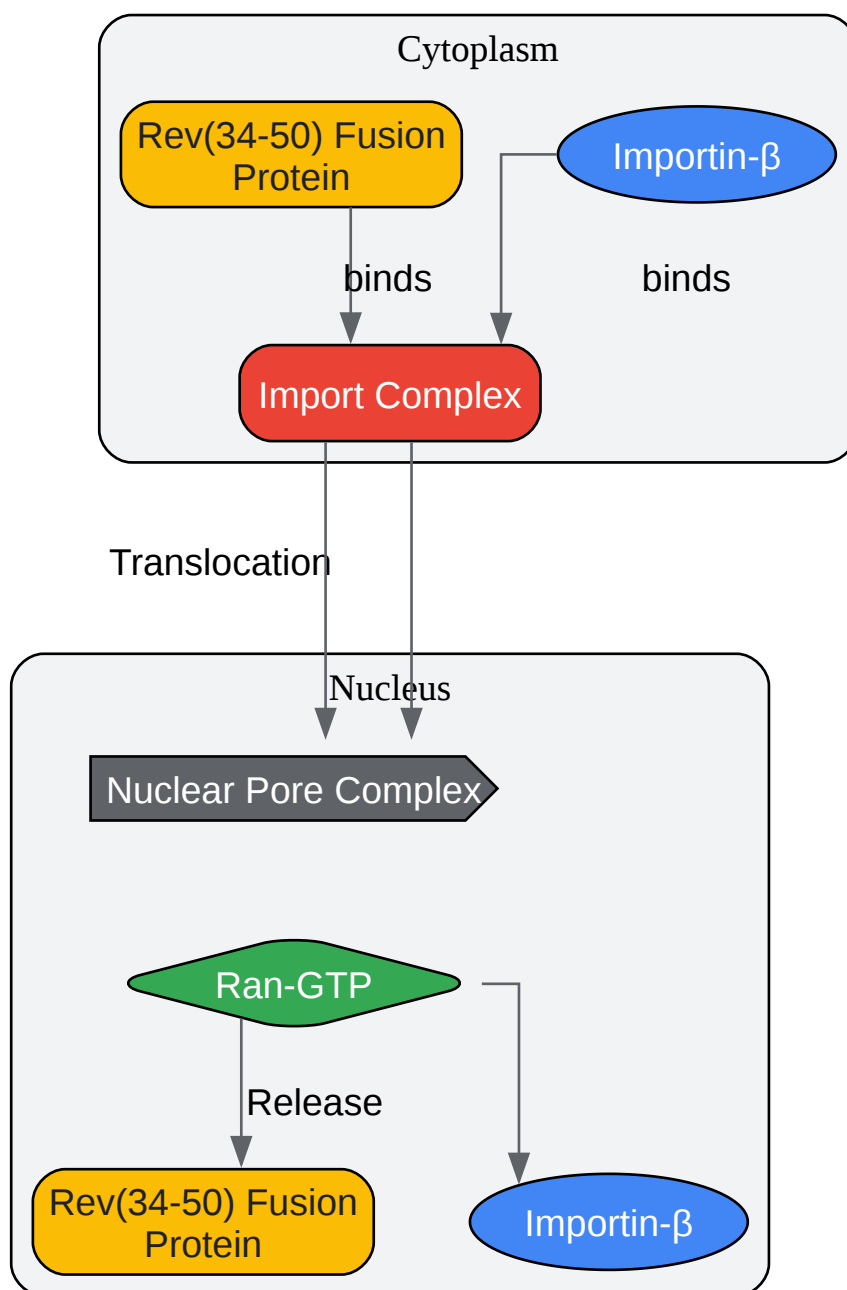 Cytoplasm
Rev(34-50) Fusion
Protein
Importin-β
binds
binds
Import Complex
Translocation
Nucleus
Nuclear Pore Complex
Ran-GTP
Release
Rev(34-50) Fusion
Protein
Importin-β